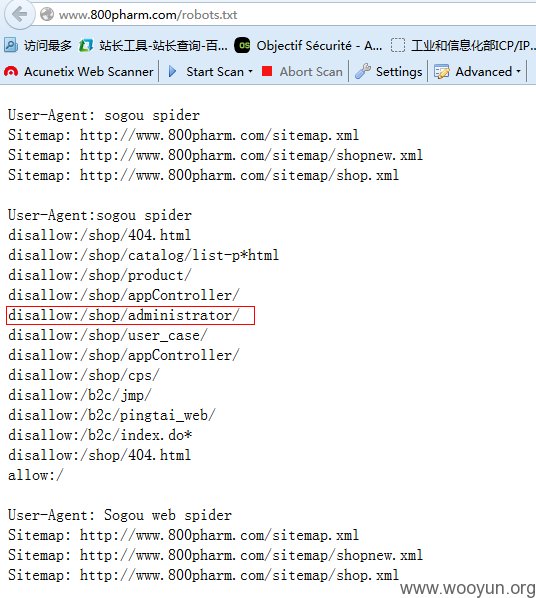 www.800pharm.com/robots.txt
访问最多 站长工具-站长查询-百... OS Objectif Sécurité - A... 工业和信息化部ICP/IP..
Acunetix Web Scanner Start Scan Abort Scan Settings Advanced
User-Agent: sogou spider
Sitemap: http://www.800pharm.com/sitemap.xml
Sitemap: http://www.800pharm.com/sitemap/shopnew.xml
Sitemap: http://www.800pharm.com/sitemap/shop.xml
User-Agent:sogou spider
disallow:/shop/404.html
disallow:/shop/catalog/list-p*html
disallow:/shop/product/
disallow:/shop/appController/
disallow:/shop/administrator/
disallow:/shop/user_case/
disallow:/shop/appController/
disallow:/shop/cps/
disallow:/b2c/jmp/
disallow:/b2c/pingtai_web/
disallow:/b2c/index.do*
disallow:/shop/404.html
allow:/
User-Agent: Sogou web spider
Sitemap: http://www.800pharm.com/sitemap.xml
Sitemap: http://www.800pharm.com/sitemap/shopnew.xml
Sitemap: http://www.800pharm.com/sitemap/shop.xml
www.wooyun.org